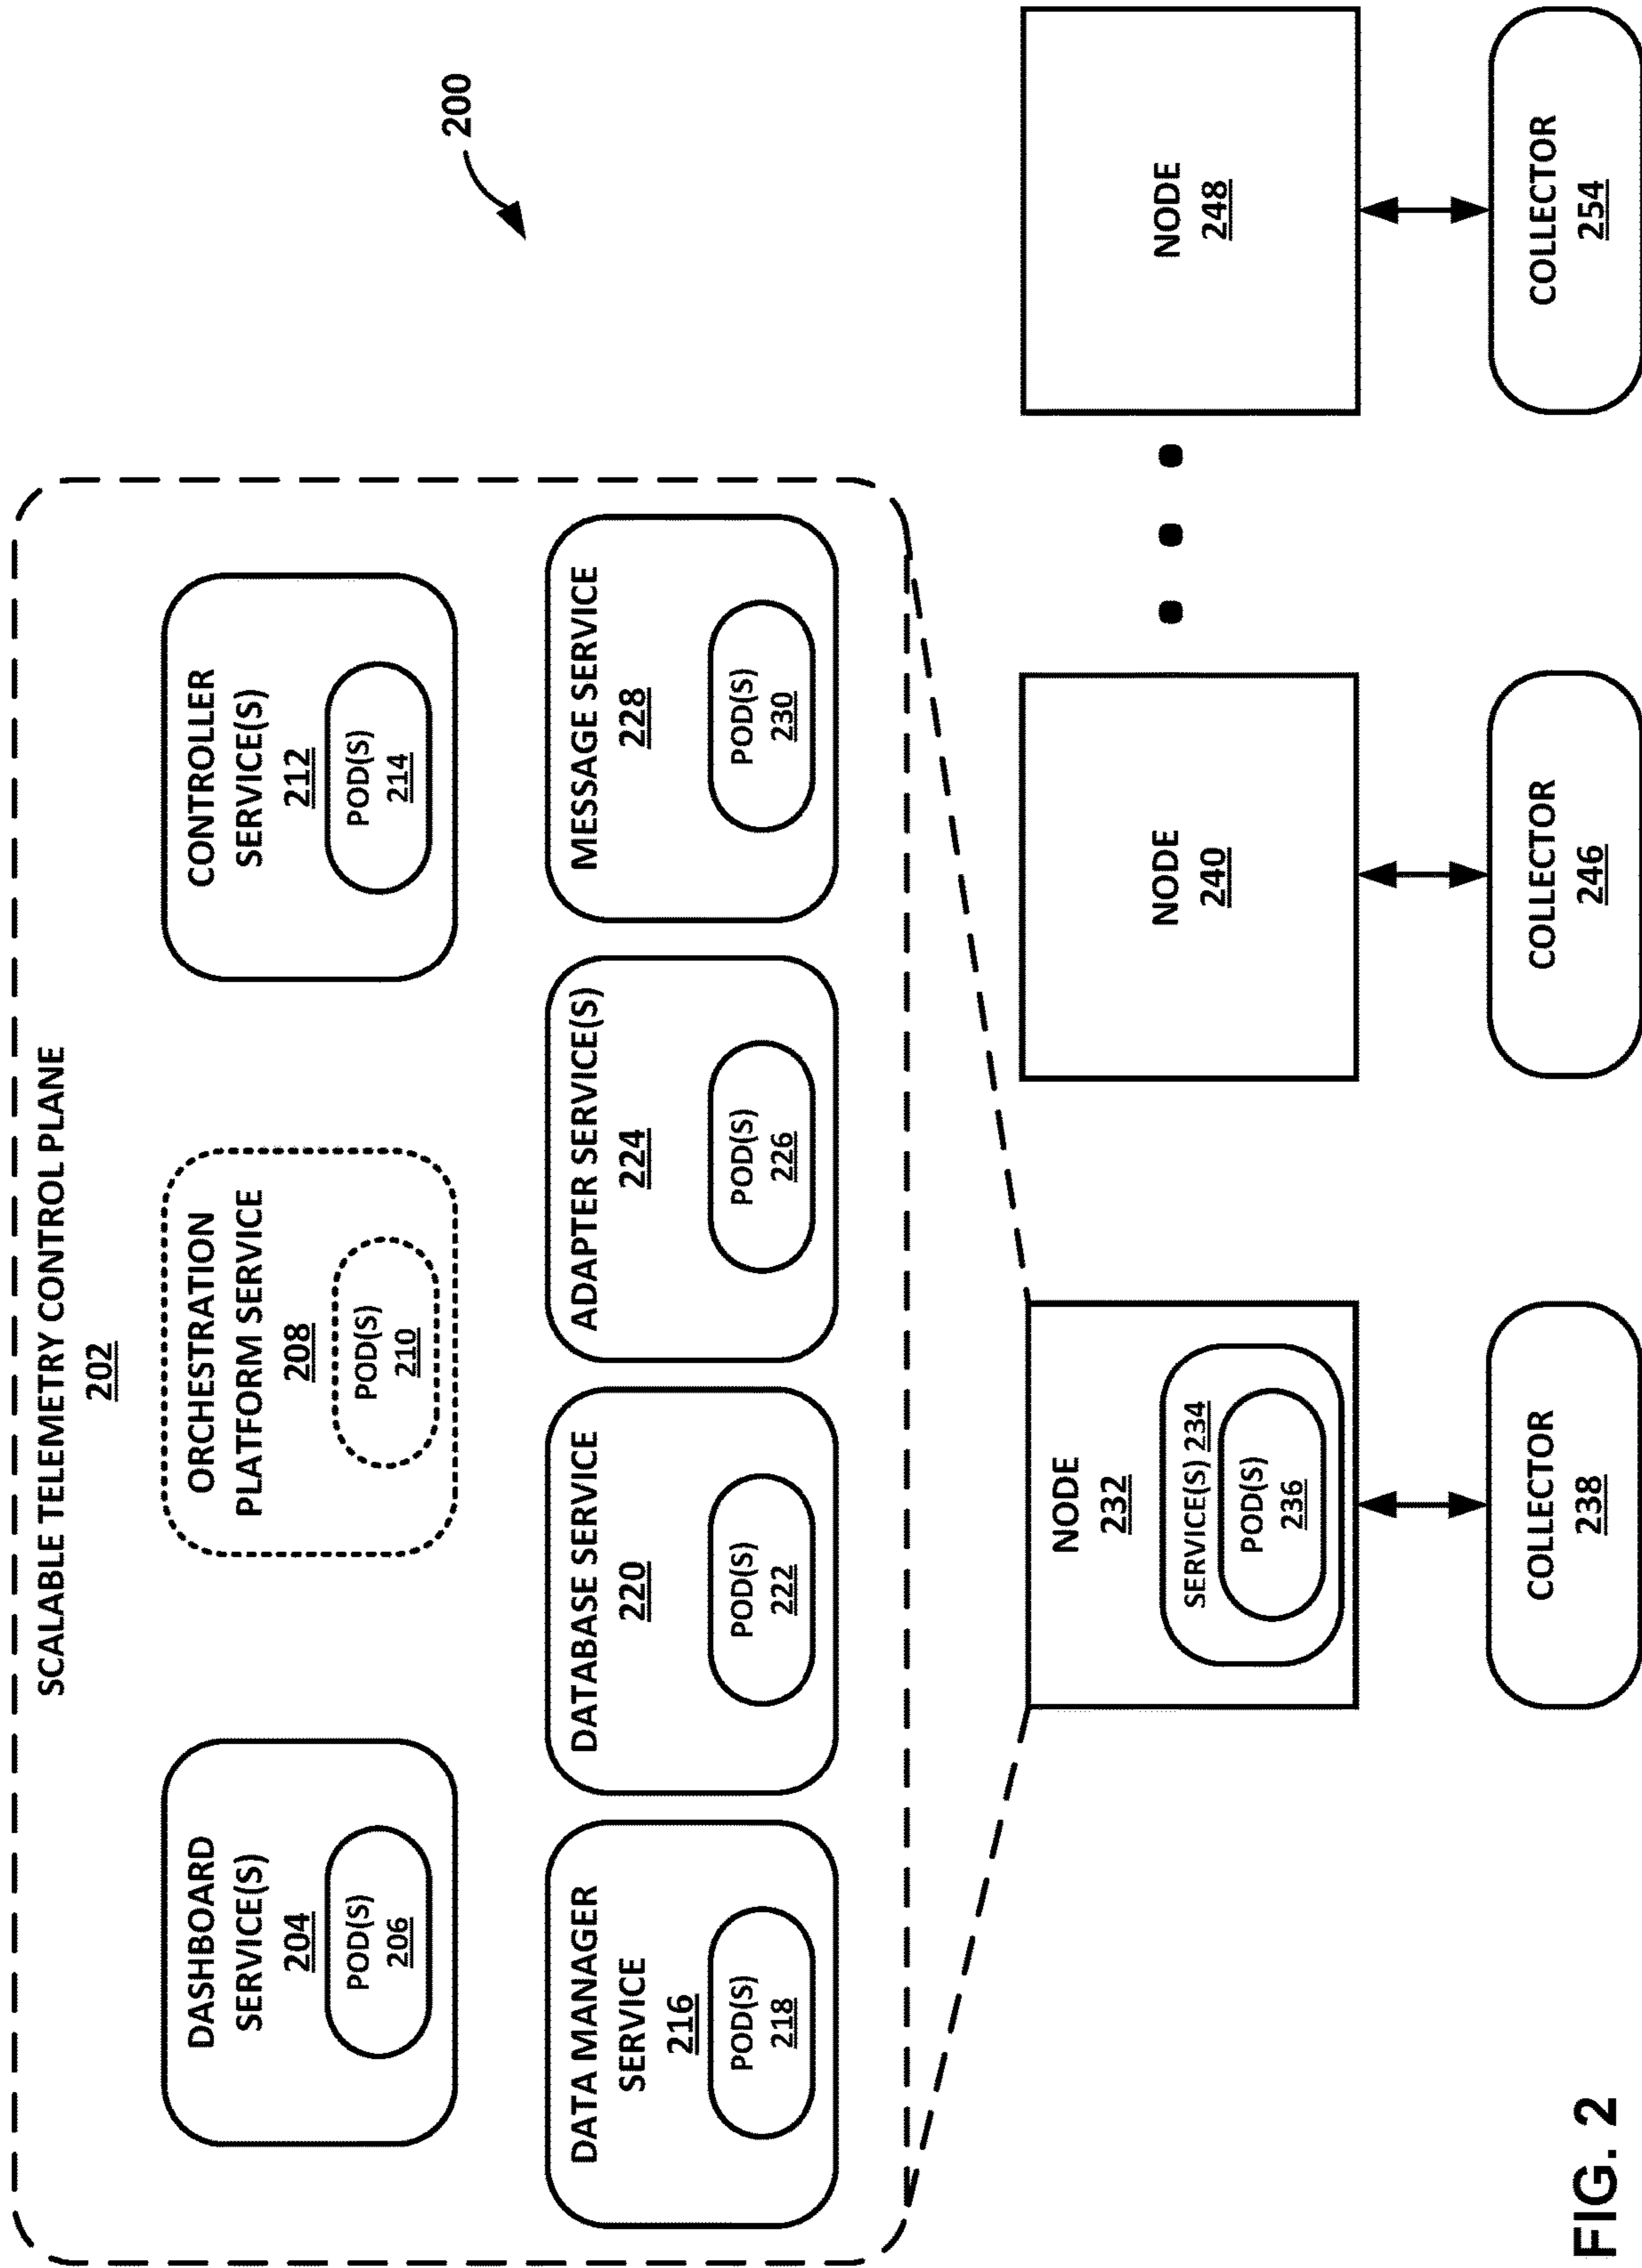 200
SCALABLE TELEMETRY CONTROL PLANE
202
DASHBOARD
SERVICE(S)
204
POD(S)
206
ORCHESTRATION
PLATFORM SERVICE
208
POD(S)
210
CONTROLLER
SERVICE(S)
212
POD(S)
214
DATA MANAGER
SERVICE
216
POD(S)
218
DATABASE SERVICE
220
POD(S)
222
ADAPTER SERVICE(S)
224
POD(S)
226
MESSAGE SERVICE
228
POD(S)
230
NODE
232
SERVICE(S) 234
POD(S)
236
NODE
240
NODE
248
COLLECTOR
238
COLLECTOR
246
COLLECTOR
254
FIG. 2